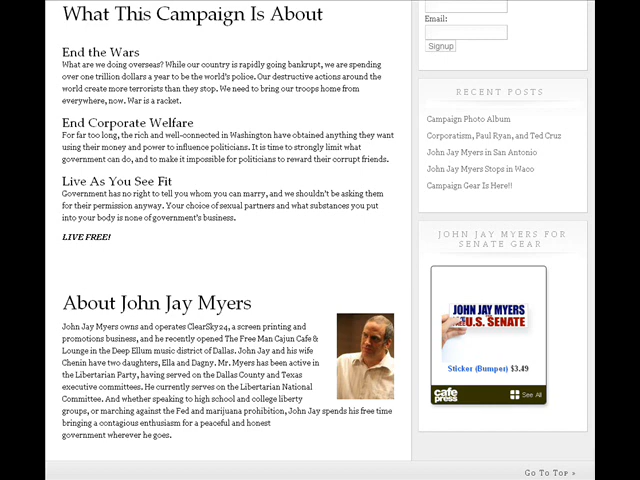 What This Campaign Is About
End the Wars
What are we doing overseas? While our country is rapidly going bankrupt, we are spending
over one trillion dollars a year to be the world's police. Our destructive actions around the
world create more terrorists than they stop. We need to bring our troops home from
everywhere, now. War is a racket.
End Corporate Welfare
For far too long, the rich and well-connected in Washington have obtained anything they want
using their money and power to influence politicians. It is time to strongly limit what
government can do, and to make it impossible for politicians to reward their corrupt friends.
Live As You See Fit
Government has no right to tell you whom you can marry, and we shouldn't be asking them
for their permission anyway. Your choice of sexual partners and what substances you put
into your body is none of government's business.
LIVE FREE!
About John Jay Myers
John Jay Myers owns and operates ClearSky24, a screen printing and
promotions business, and he recently opened The Free Man Cajun Cafe &
Lounge in the Deep Ellum music district of Dallas. John Jay and his wife
Chenin have two daughters, Ella and Dagny. Mr. Myers has been active in
the Libertarian Party, having served on the Dallas County and Texas
executive committees. He currently serves on the Libertarian National
Committee. And whether speaking to high school and college liberty
groups, or marching against the Fed and marijuana prohibition, John Jay spends his free time
bringing a contagious enthusiasm for a peaceful and honest
government wherever he goes.
Email:
Signup
RECENT POSTS
Campaign Photo Album
Corporatism, Paul Ryan, and Ted Cruz
John Jay Myers in San Antonio
John Jay Myers Stops in Waco
Campaign Gear Is Here!!
JOHN JAY MYERS FOR
SENATE GEAR
JOHN JAY MYERS
U.S. SENATE
Sticker (Bumper) $3.49
cafe
press
See All
Go To Top »